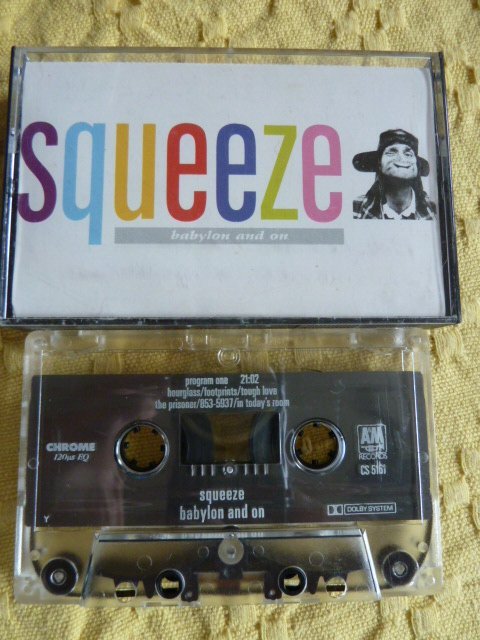 squeeze
babylon and on
program one 21:02
hourglass/footprints/tough love
the prisoner/853-5937/in today's room
CHROME
120µs EQ
A&M
RECORDS
CS 5161
squeeze
babylon and on
Y
DOLBY SYSTEM